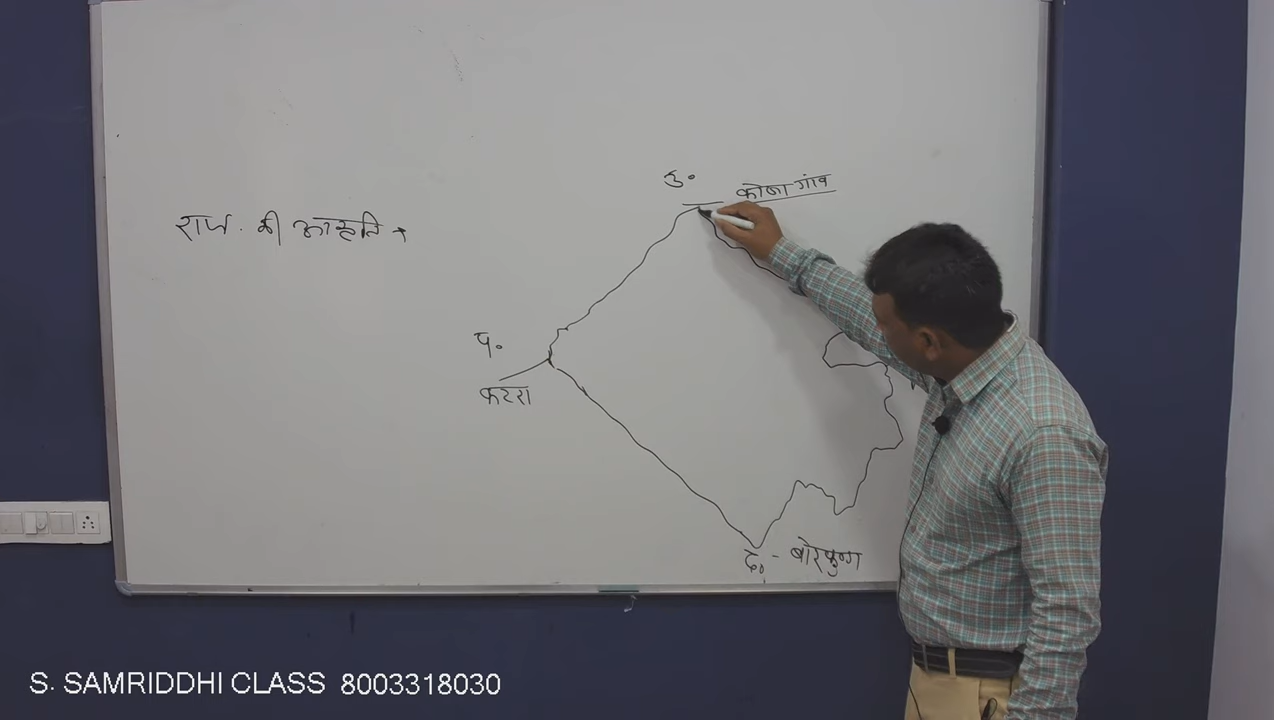 राज. की आकृति
उ.
कोणा गांव
प.
कटरा
द. - बोरकुण्ड
S. SAMRIDDHI CLASS 8003318030